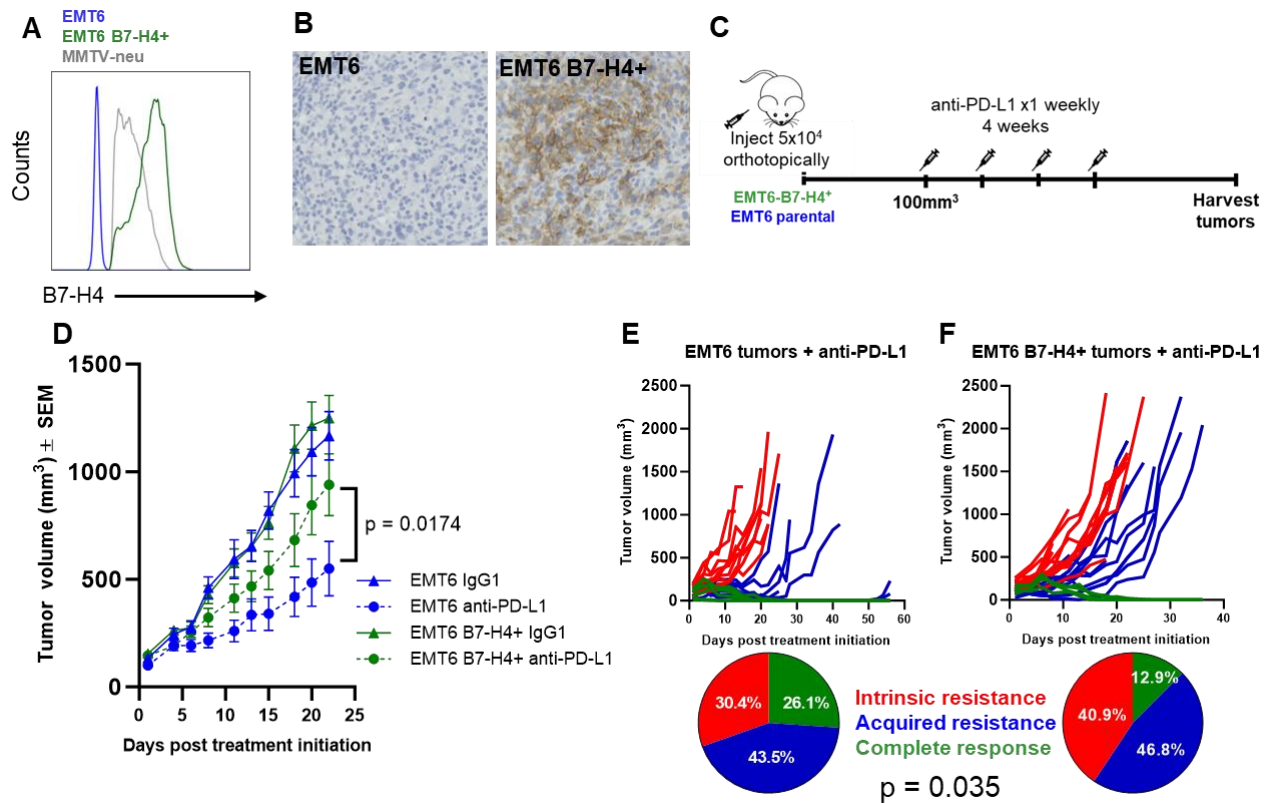 A
EMT6
EMT6 B7-H4+
MMTV-neu
Counts
B7-H4
B
EMT6
EMT6 B7-H4+
C
Inject 5x10⁴
orthotopically
EMT6-B7-H4⁺
EMT6 parental
anti-PD-L1 x1 weekly
4 weeks
100mm³
Harvest
tumors
D
Tumor volume (mm³) ± SEM
1500
1000
500
0
0 5 10 15 20 25
Days post treatment initiation
p = 0.0174
EMT6 IgG1
EMT6 anti-PD-L1
EMT6 B7-H4+ IgG1
EMT6 B7-H4+ anti-PD-L1
E
EMT6 tumors + anti-PD-L1
Tumor volume (mm³)
2500
2000
1500
1000
500
0
0 10 20 30 40 50 60
Days post treatment initiation
30.4%
26.1%
43.5%
F
EMT6 B7-H4+ tumors + anti-PD-L1
Tumor volume (mm³)
2500
2000
1500
1000
500
0
0 10 20 30 40
Days post treatment initiation
12.9%
40.9%
46.8%
Intrinsic resistance
Acquired resistance
Complete response
p = 0.035